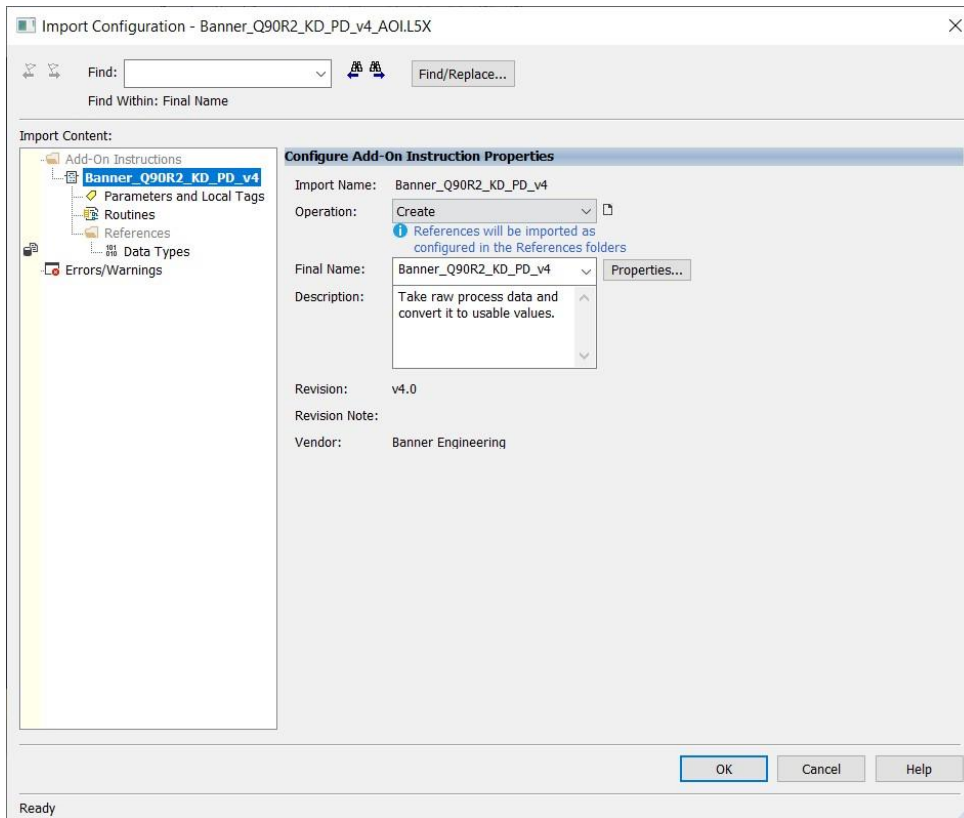 Import Configuration - Banner_Q90R2_KD_PD_v4_AOI.L5X
Find:
Find/Replace...
Find Within: Final Name
Import Content:
Add-On Instructions
Banner_Q90R2_KD_PD_v4
Parameters and Local Tags
Routines
References
Data Types
Errors/Warnings
Configure Add-On Instruction Properties
Import Name: Banner_Q90R2_KD_PD_v4
Operation: Create
References will be imported as
configured in the References folders
Final Name: Banner_Q90R2_KD_PD_v4 Properties...
Description: Take raw process data and
convert it to usable values.
Revision: v4.0
Revision Note:
Vendor: Banner Engineering
OK Cancel Help
Ready